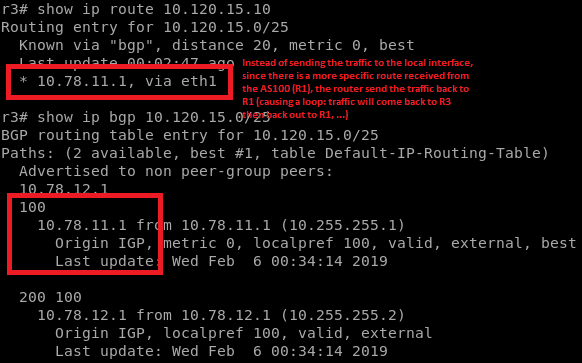 r3# show ip route 10.120.15.10
Routing entry for 10.120.15.0/25
Known via "bgp", distance 20, metric 0, best
Last update 00:02:47 ago
* 10.78.11.1, via eth1
Instead of sending the traffic to the local interface,
since there is a more specific route received from
the AS100 (R1), the router send the traffic back to
R1 (causing a loop: traffic will come back to R3
then back out to R1, ...)
r3# show ip bgp 10.120.15.0/25
BGP routing table entry for 10.120.15.0/25
Paths: (2 available, best #1, table Default-IP-Routing-Table)
Advertised to non peer-group peers:
10.78.12.1
100
10.78.11.1 from 10.78.11.1 (10.255.255.1)
Origin IGP, metric 0, localpref 100, valid, external, best
Last update: Wed Feb  6 00:34:14 2019
200 100
10.78.12.1 from 10.78.12.1 (10.255.255.2)
Origin IGP, localpref 100, valid, external
Last update: Wed Feb  6 00:34:14 2019